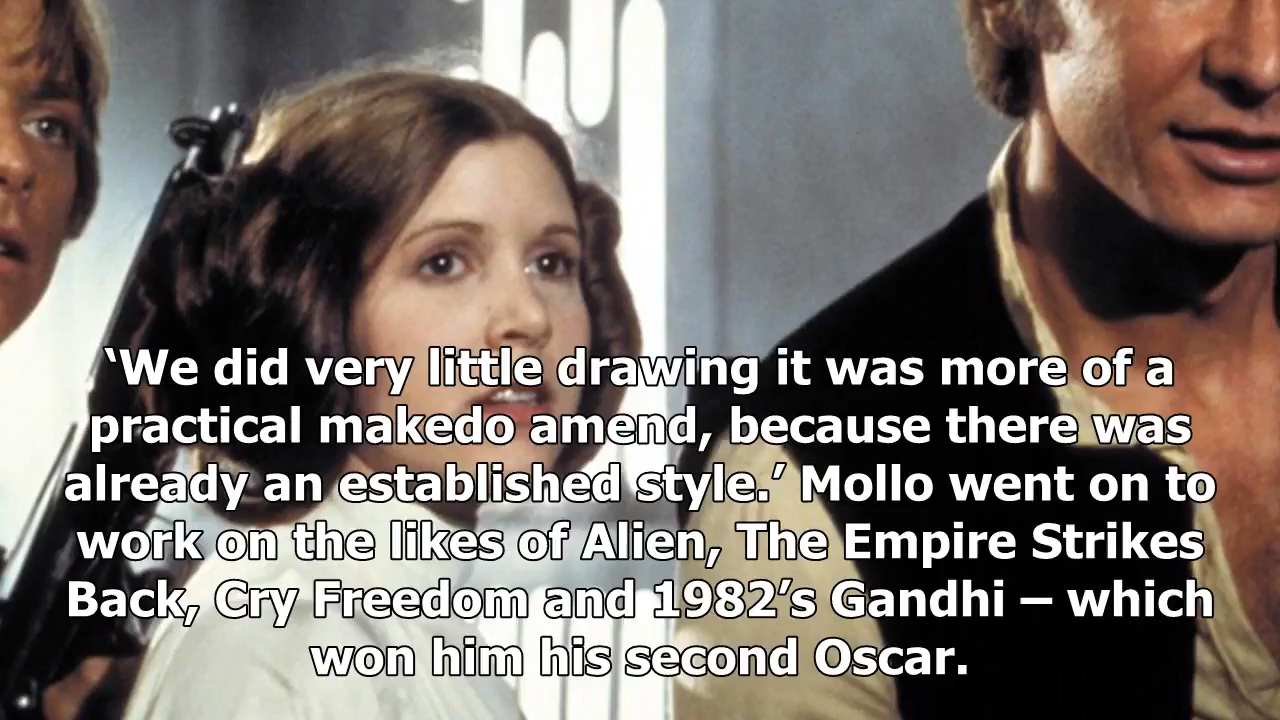 ‘We did very little drawing it was more of a
practical makedo amend, because there was
already an established style.’ Mollo went on to
work on the likes of Alien, The Empire Strikes
Back, Cry Freedom and 1982’s Gandhi – which
won him his second Oscar.